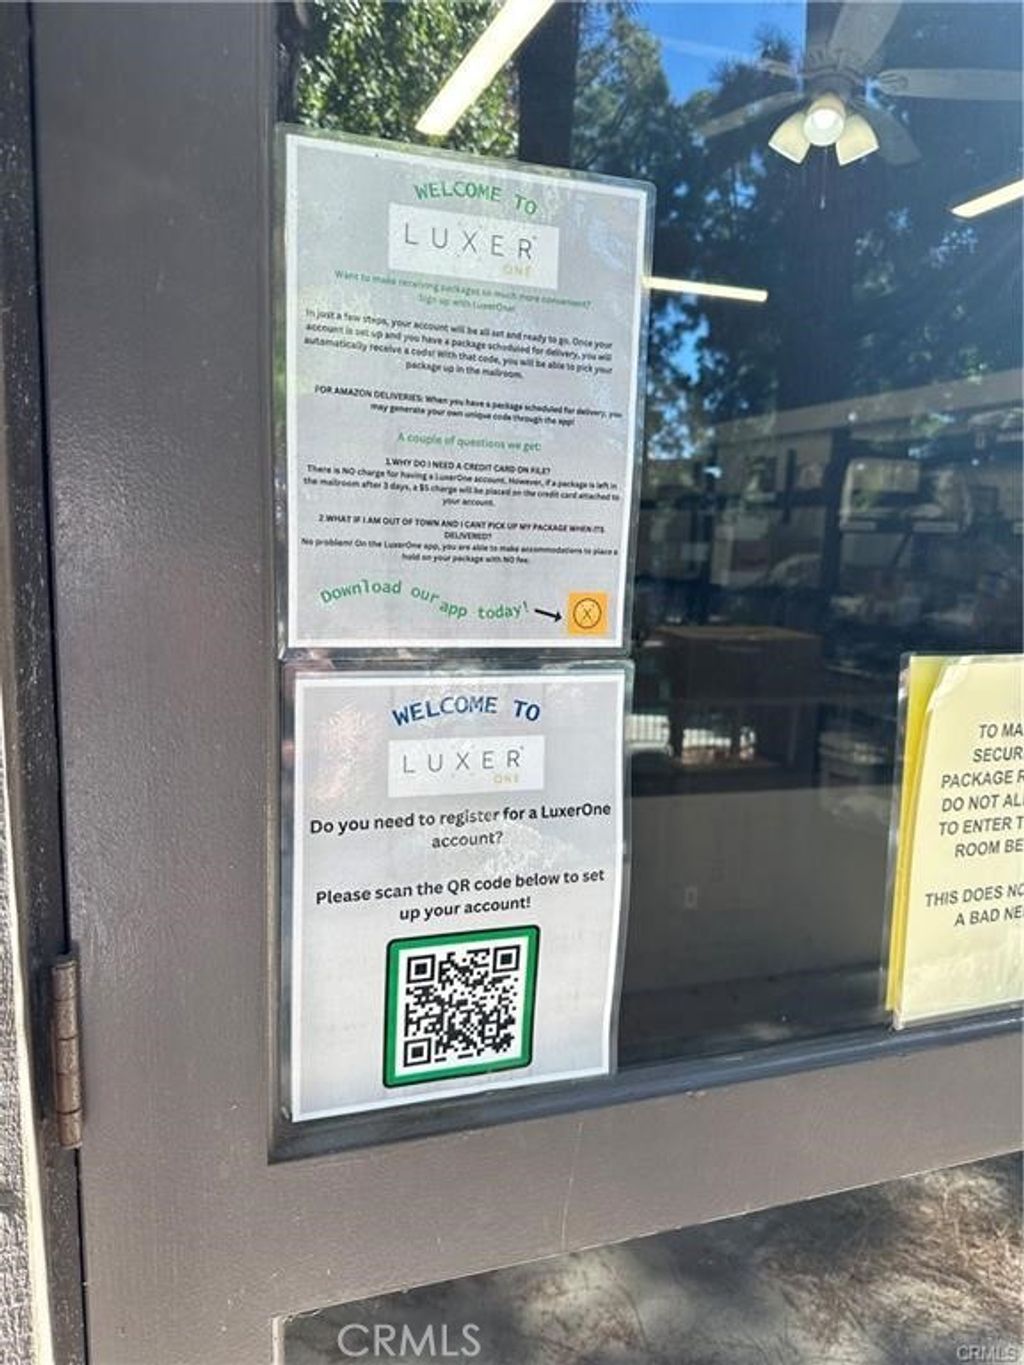 WELCOME TO
LUXER
ONE
Want to make receiving packages so much more convenient?
Sign up with LuxerOne!
In just a few steps, your account will be all set and ready to go. Once your
account is set up and you have a package scheduled for delivery, you will
automatically receive a code! With that code, you will be able to pick your
package up in the mailroom.
FOR AMAZON DELIVERIES: When you have a package scheduled for delivery, you
may generate your own unique code through the app!
A couple of questions we get:
1.WHY DO I NEED A CREDIT CARD ON FILE?
There is NO charge for having a LuxerOne account. However, if a package is left in
the mailroom after 3 days, a $5 charge will be placed on the credit card attached to
your account.
2.WHAT IF I AM OUT OF TOWN AND I CANT PICK UP MY PACKAGE WHEN ITS
DELIVERED?
No problem! On the LuxerOne app, you are able to make accommodations to place a
hold on your package with NO fee.
Download our app today!
X
WELCOME TO
LUXER
ONE
Do you need to register for a LuxerOne
account?
Please scan the QR code below to set
up your account!
TO MA
SECUR
PACKAGE R
DO NOT AL
TO ENTER T
ROOM BE
THIS DOES NO
A BAD NE
CRMLS
CRMLS